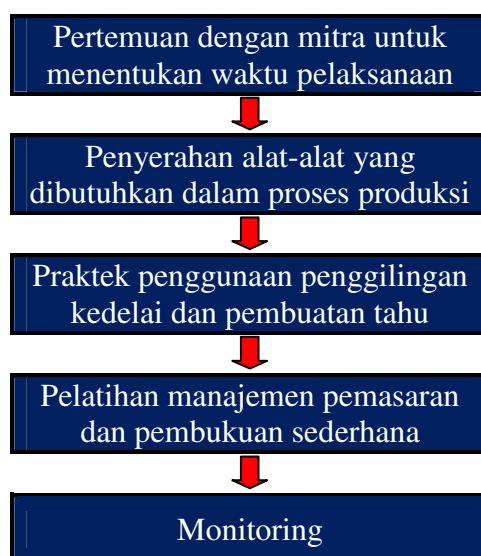 Pertemuan dengan mitra untuk
menentukan waktu pelaksanaan
Penyerahan alat-alat yang
dibutuhkan dalam proses produksi
Praktek penggunaan penggilingan
kedelai dan pembuatan tahu
Pelatihan manajemen pemasaran
dan pembukuan sederhana
Monitoring